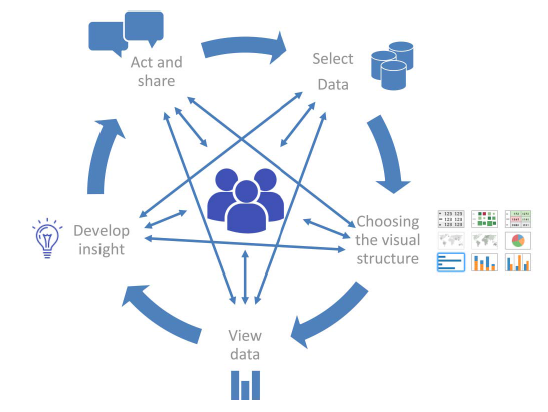 Act and
share
Select
Data
Choosing
the visual
structure
View
data
Develop
insight